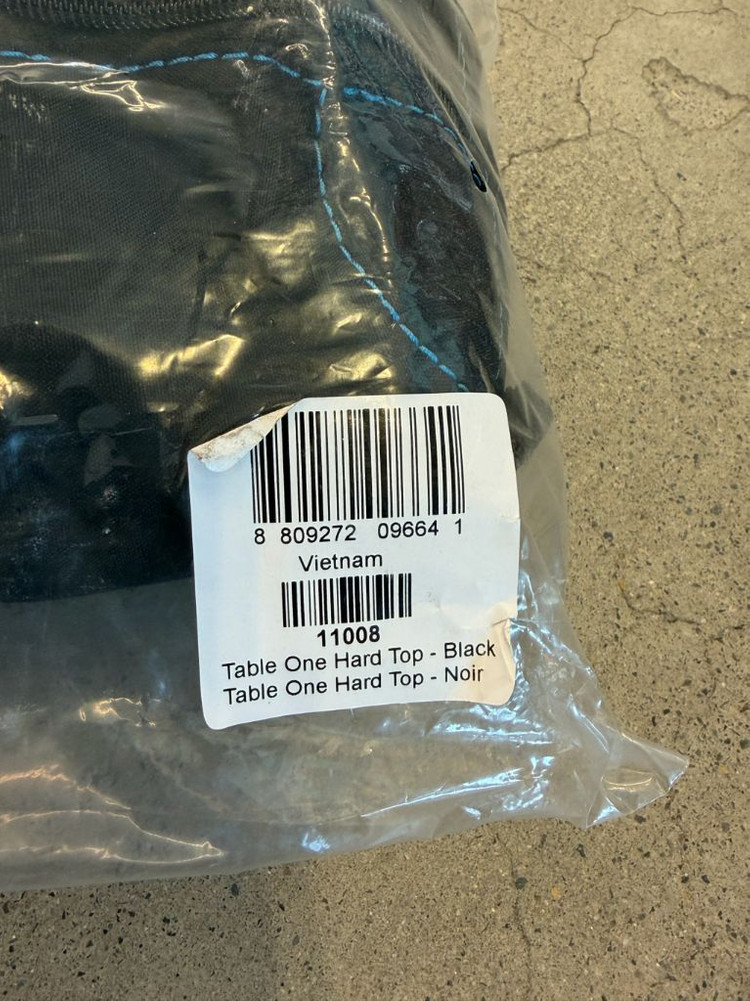 8 809272 09664 1
Vietnam
11008
Table One Hard Top - Black
Table One Hard Top - Noir